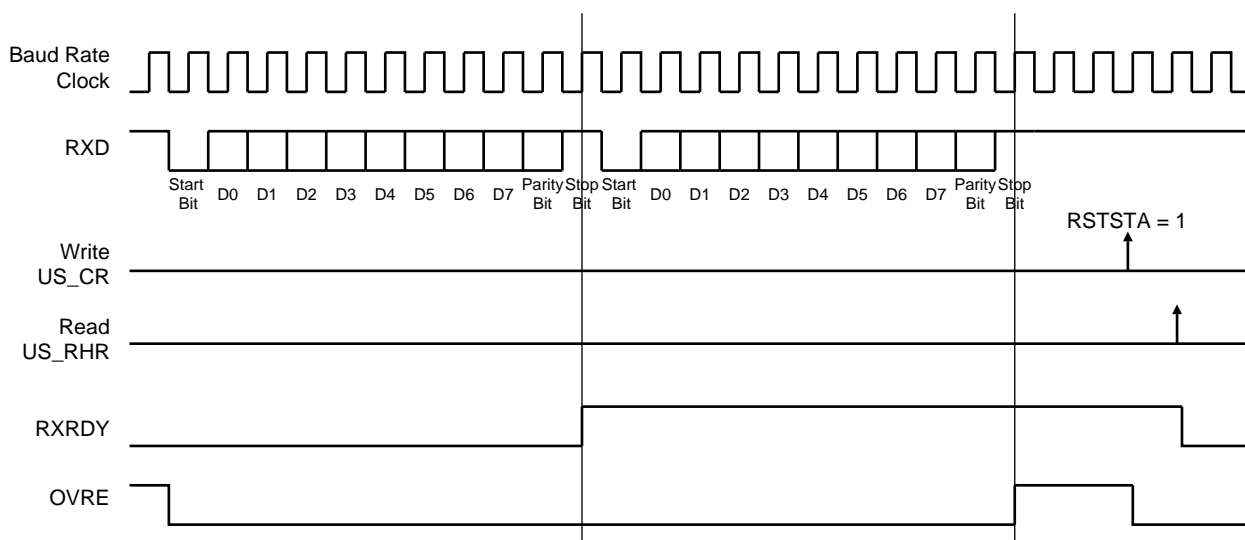 Baud Rate
Clock
RXD
Start
Bit
D0
D1
D2
D3
D4
D5
D6
D7
Parity
Bit
Stop
Bit
Start
Bit
D0
D1
D2
D3
D4
D5
D6
D7
Parity
Bit
Stop
Bit
RSTSTA = 1
Write
US_CR
Read
US_RHR
RXRDY
OVRE